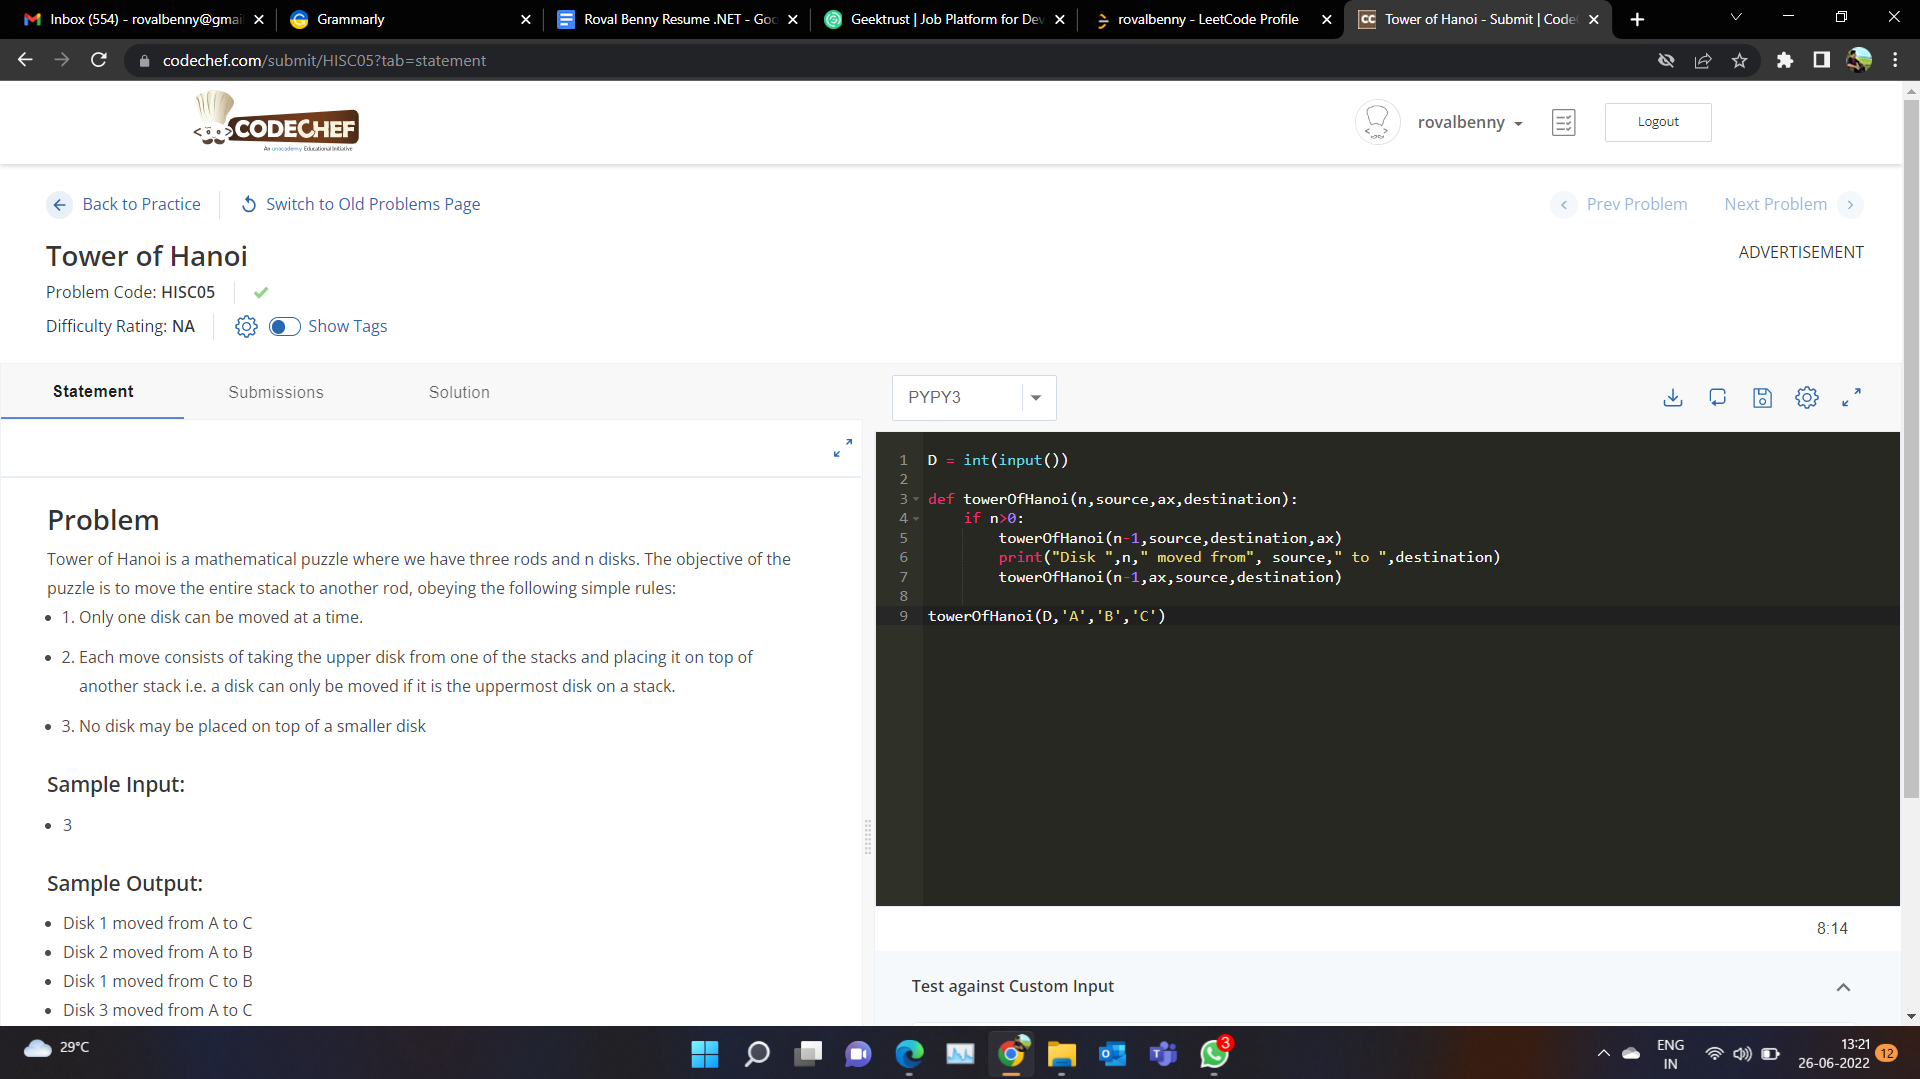 Inbox (554) - rovalbenny@gmai
Grammarly
Roval Benny Resume .NET - Goo
Geektrust | Job Platform for Dev
rovalbenny - LeetCode Profile
CC Tower of Hanoi - Submit | CodeC
codechef.com/submit/HISC05?tab=statement
CODECHEF
An unacademy Educational Initiative
rovalbenny
Logout
Back to Practice
Switch to Old Problems Page
Prev Problem
Next Problem
Tower of Hanoi
ADVERTISEMENT
Problem Code: HISC05
Difficulty Rating: NA
Show Tags
Statement
Submissions
Solution
PYPY3
Problem
Tower of Hanoi is a mathematical puzzle where we have three rods and n disks. The objective of the
puzzle is to move the entire stack to another rod, obeying the following simple rules:
• 1. Only one disk can be moved at a time.
• 2. Each move consists of taking the upper disk from one of the stacks and placing it on top of
another stack i.e. a disk can only be moved if it is the uppermost disk on a stack.
• 3. No disk may be placed on top of a smaller disk
Sample Input:
• 3
Sample Output:
• Disk 1 moved from A to C
• Disk 2 moved from A to B
• Disk 1 moved from C to B
• Disk 3 moved from A to C
1 D = int(input())
2
3 def towerOfHanoi(n,source,ax,destination):
4 if n>0:
5 towerOfHanoi(n-1,source,destination,ax)
6 print("Disk ",n," moved from", source," to ",destination)
7 towerOfHanoi(n-1,ax,source,destination)
8
9 towerOfHanoi(D,'A','B','C')
8:14
Test against Custom Input
29°C
3
ENG
IN
13:21
26-06-2022
12